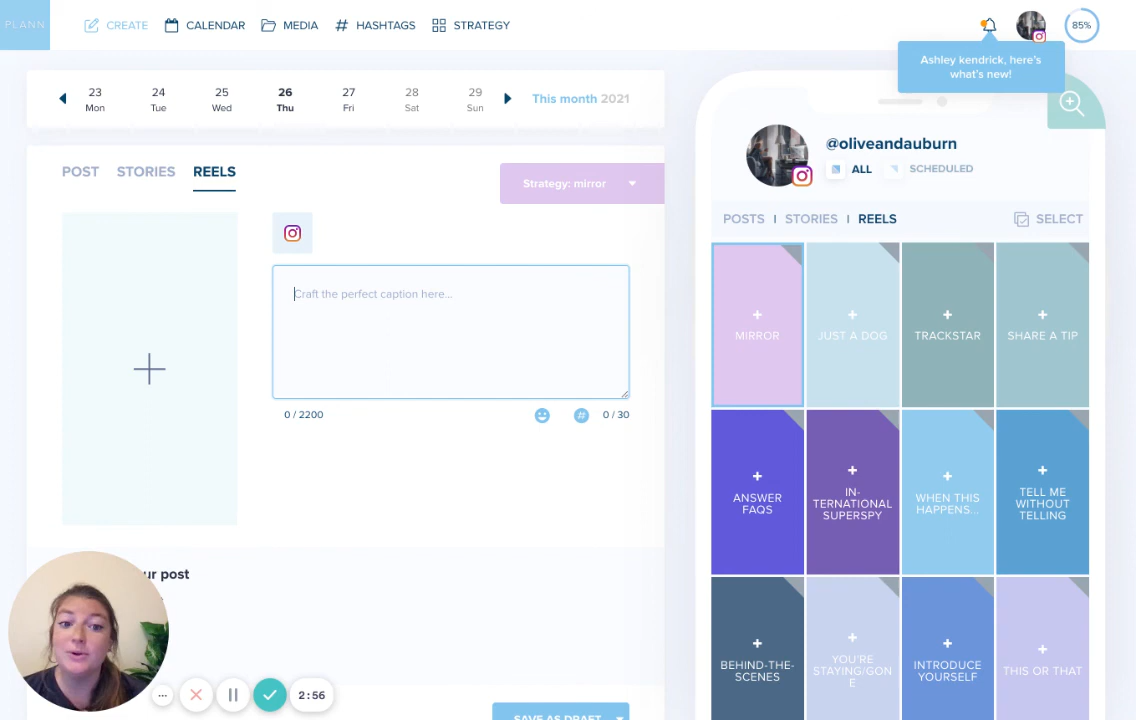 PLANN
CREATE
CALENDAR
MEDIA
HASHTAGS
STRATEGY
85%
Ashley kendrick, here's
what's new!
23
Mon
24
Tue
25
Wed
26
Thu
27
Fri
28
Sat
29
Sun
This month 2021
POST
STORIES
REELS
Strategy: mirror
Craft the perfect caption here...
0 / 2200
0 / 30
ur post
SAVE AS DRAFT
2:56
@oliveandauburn
ALL
SCHEDULED
POSTS I STORIES I REELS
SELECT
MIRROR
JUST A DOG
TRACKSTAR
SHARE A TIP
ANSWER
FAQS
IN-
TERNATIONAL
SUPERSPY
WHEN THIS
HAPPENS...
TELL ME
WITHOUT
TELLING
BEHIND-THE-
SCENES
YOU'RE
STAYING/GON
E
INTRODUCE
YOURSELF
THIS OR THAT